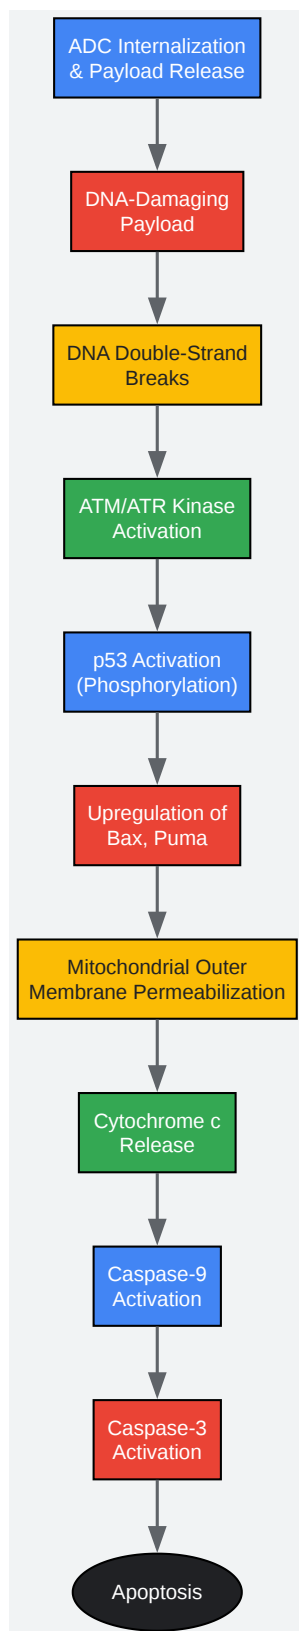 ADC Internalization
& Payload Release
DNA-Damaging
Payload
DNA Double-Strand
Breaks
ATM/ATR Kinase
Activation
p53 Activation
(Phosphorylation)
Upregulation of
Bax, Puma
Mitochondrial Outer
Membrane Permeabilization
Cytochrome c
Release
Caspase-9
Activation
Caspase-3
Activation
Apoptosis